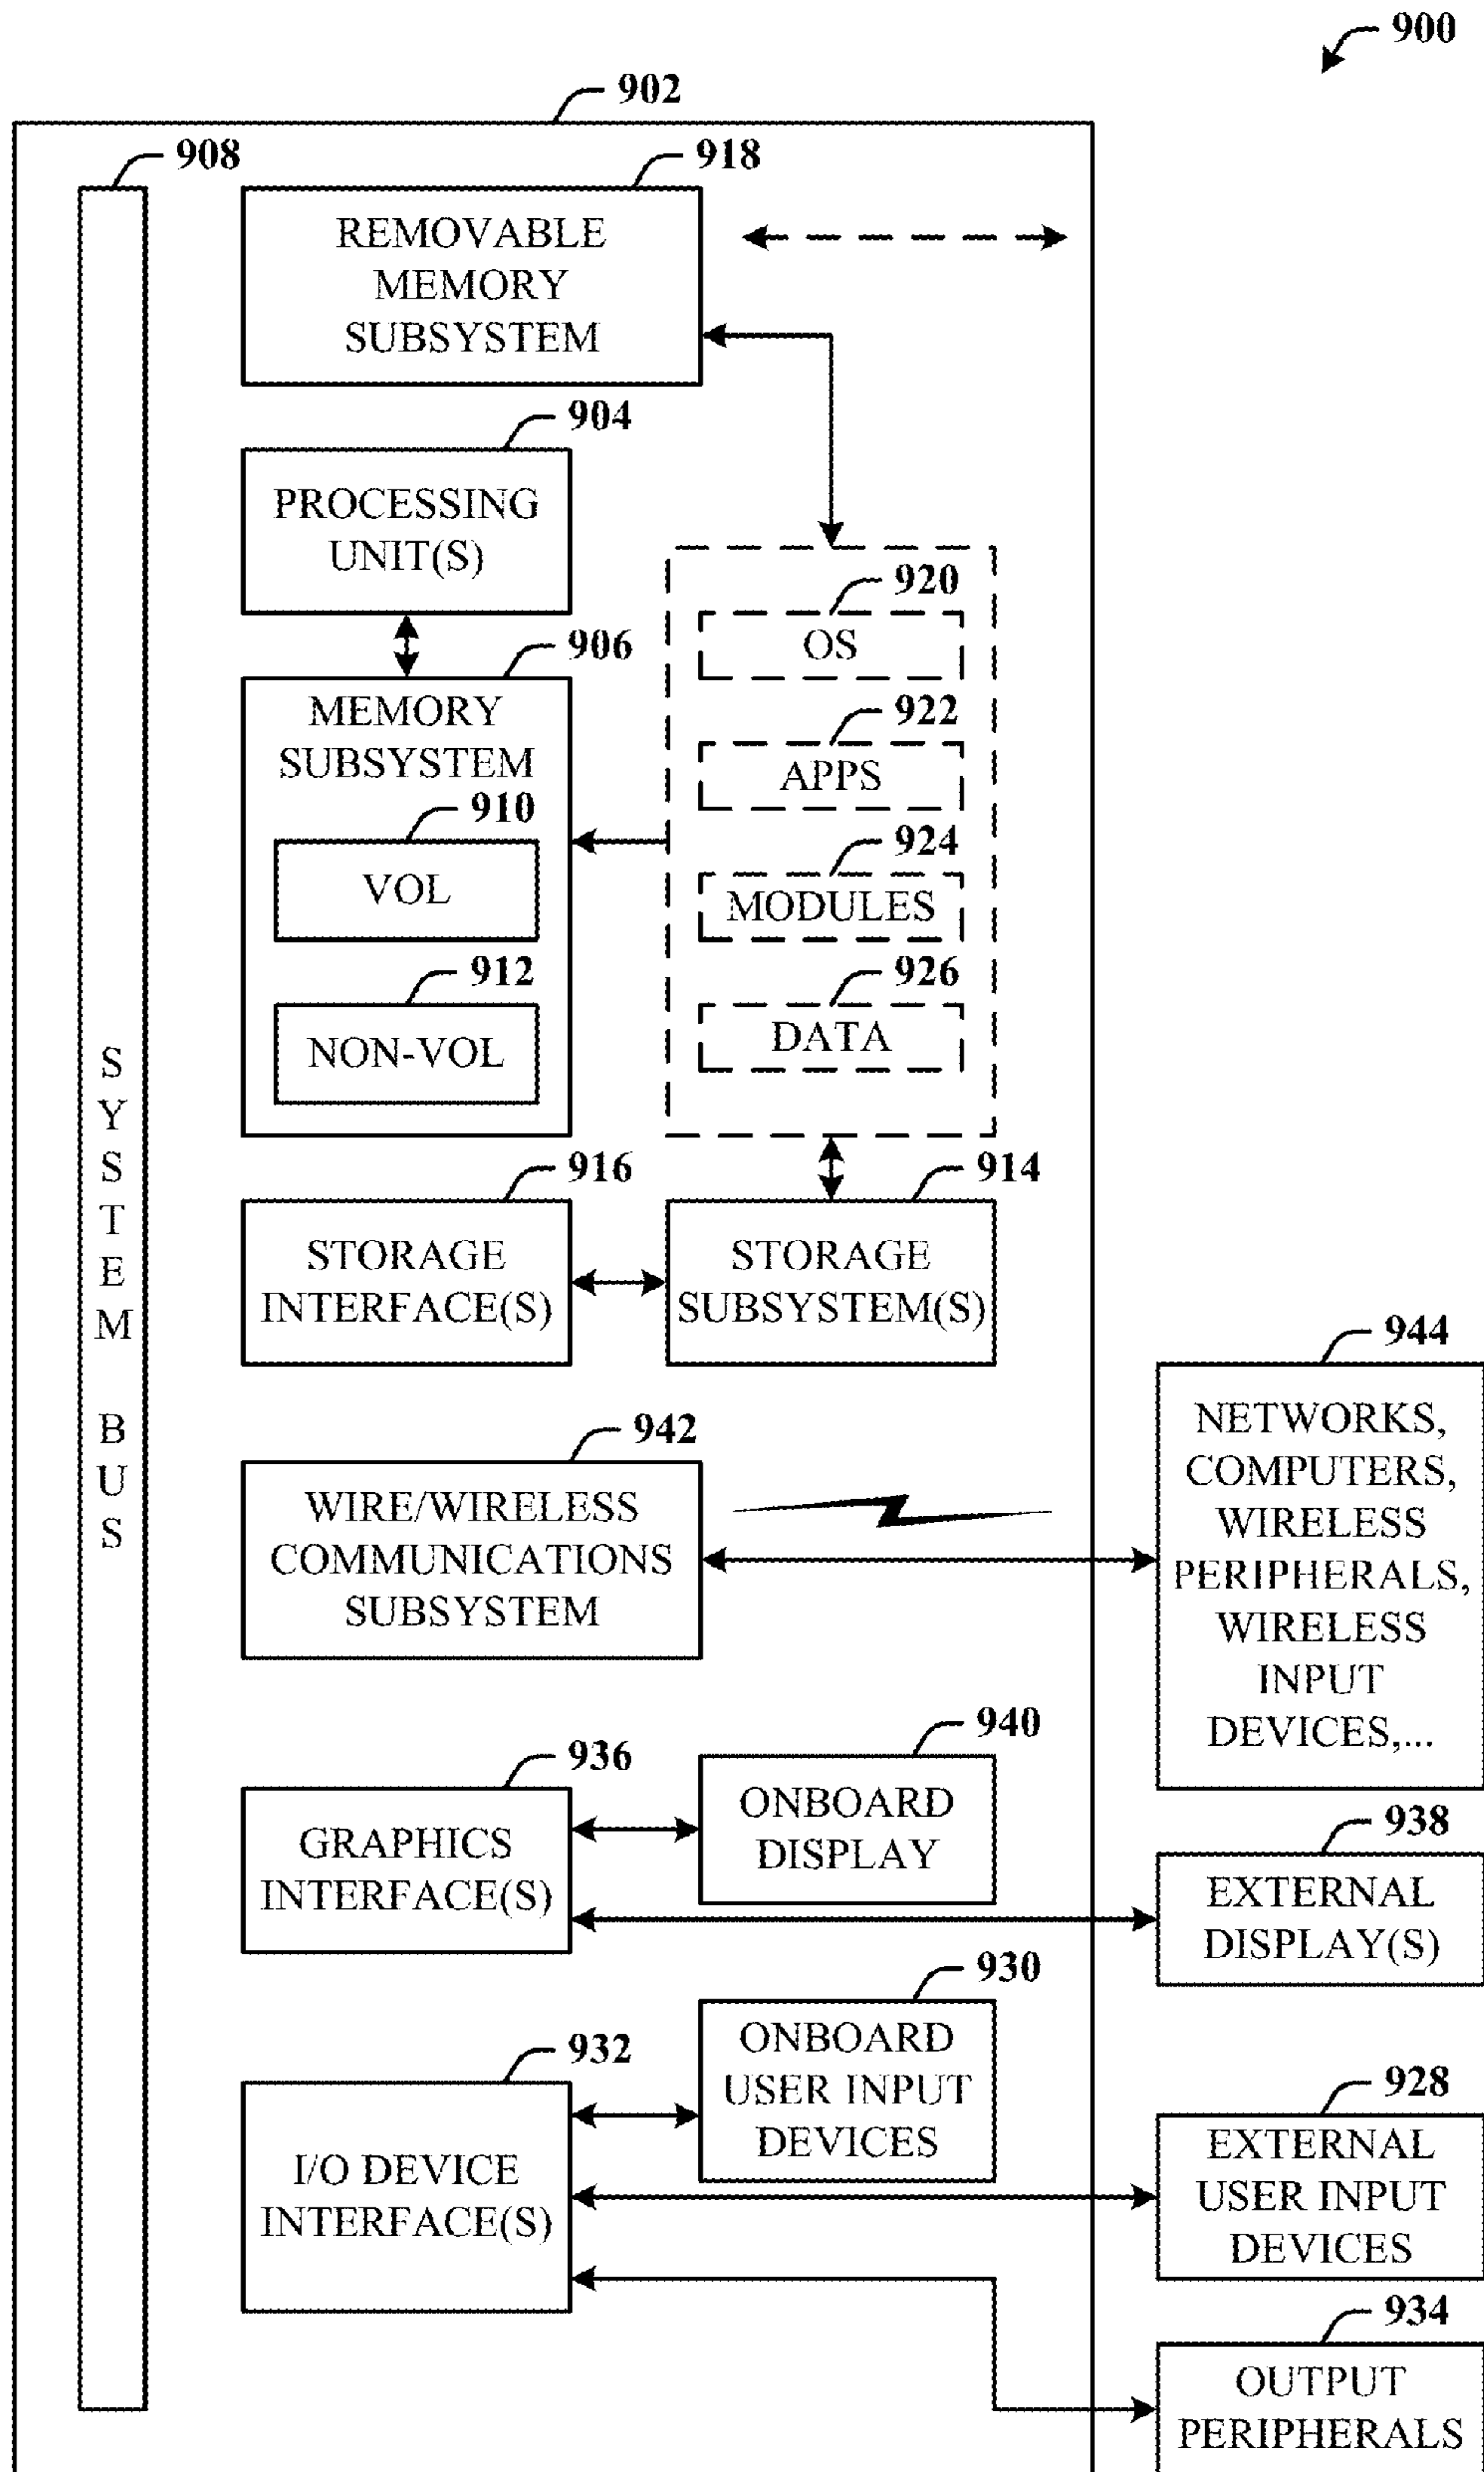 900
902
908
918
REMOVABLE
MEMORY
SUBSYSTEM
904
PROCESSING
UNIT(S)
906
MEMORY
SUBSYSTEM
910
VOL
912
NON-VOL
920
OS
922
APPS
924
MODULES
926
DATA
SYSTEM BUS
916
STORAGE
INTERFACE(S)
914
STORAGE
SUBSYSTEM(S)
942
WIRE/WIRELESS
COMMUNICATIONS
SUBSYSTEM
944
NETWORKS,
COMPUTERS,
WIRELESS
PERIPHERALS,
WIRELESS
INPUT
DEVICES,...
936
GRAPHICS
INTERFACE(S)
940
ONBOARD
DISPLAY
938
EXTERNAL
DISPLAY(S)
932
I/O DEVICE
INTERFACE(S)
930
ONBOARD
USER INPUT
DEVICES
928
EXTERNAL
USER INPUT
DEVICES
934
OUTPUT
PERIPHERALS